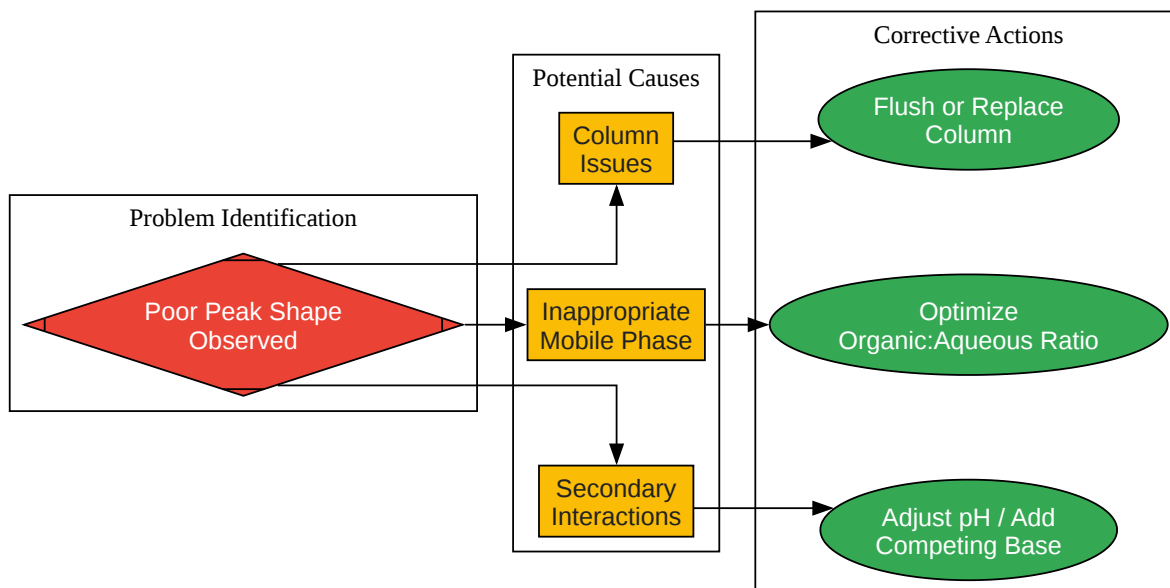 Problem Identification
Poor Peak Shape
Observed
Potential Causes
Column
Issues
Inappropriate
Mobile Phase
Secondary
Interactions
Corrective Actions
Flush or Replace
Column
Optimize
Organic:Aqueous Ratio
Adjust pH / Add
Competing Base